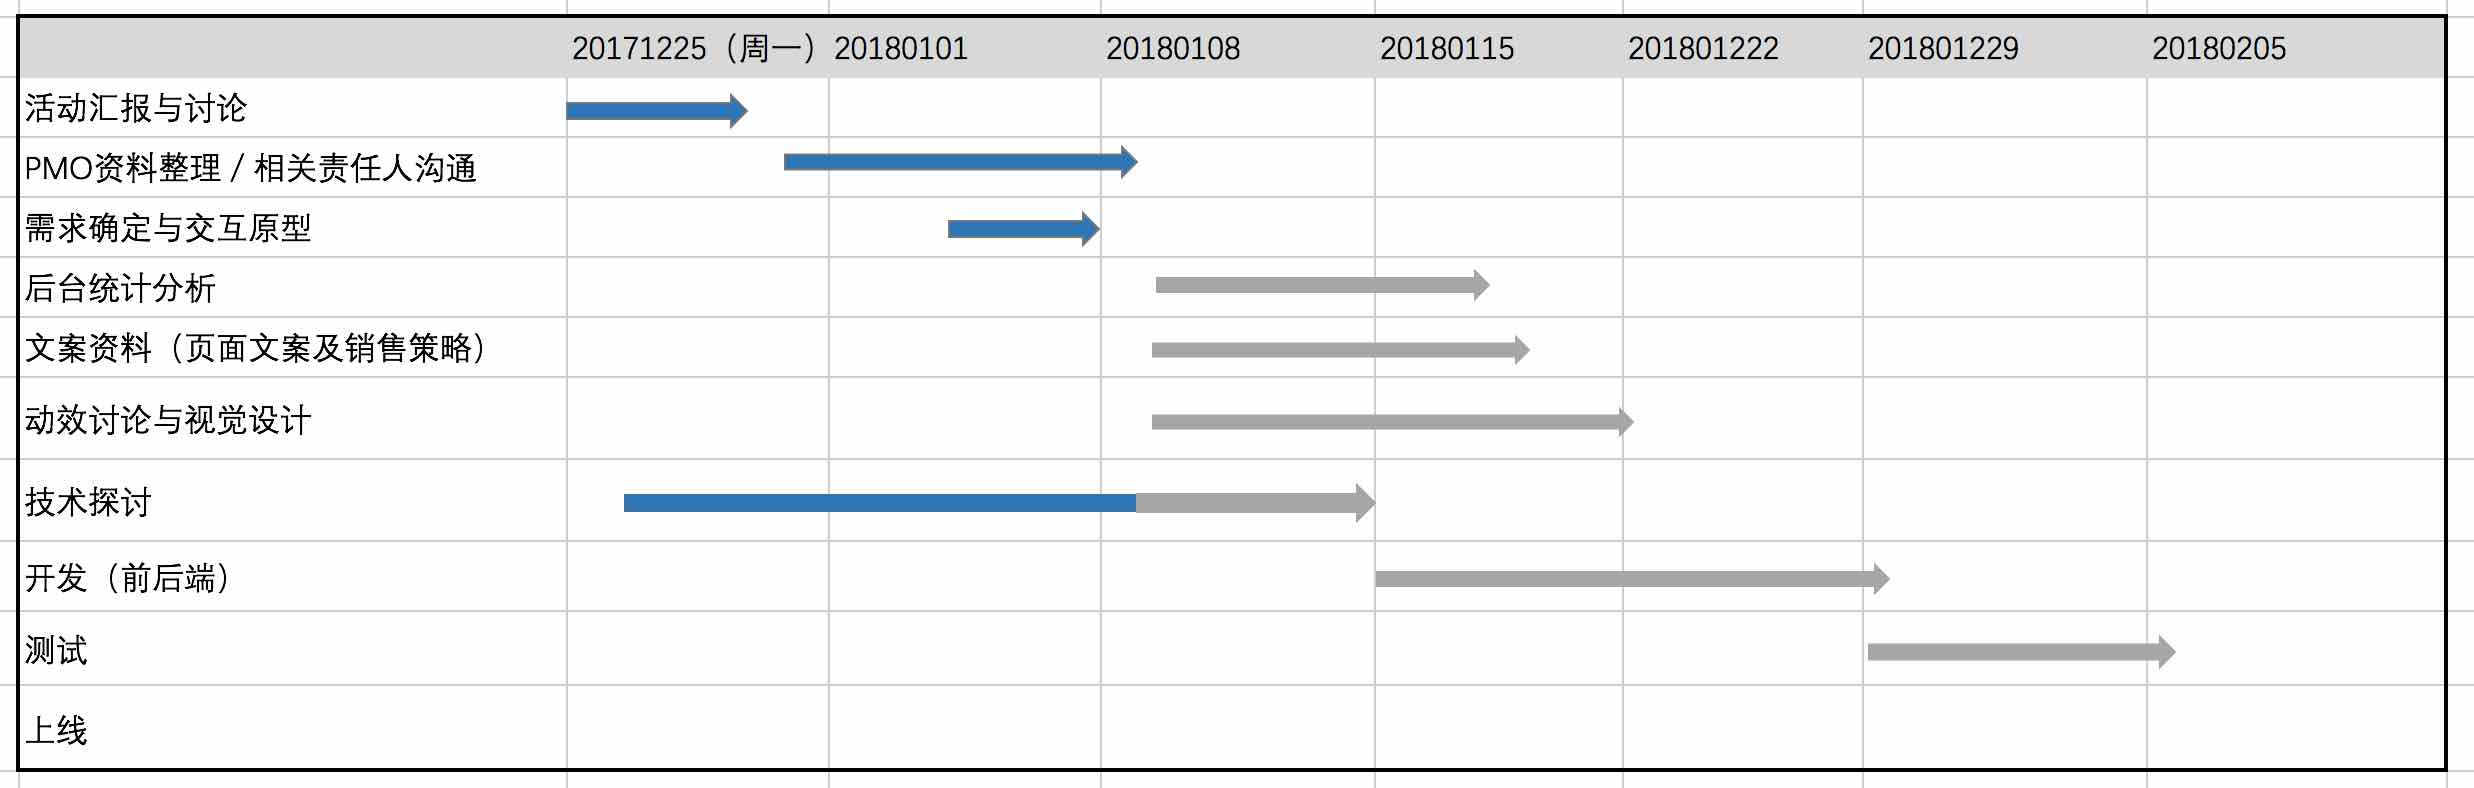 20171225（周一）20180101 20180108 20180115 201801222 201801229 20180205
活动汇报与讨论
PMO资料整理 / 相关责任人沟通
需求确定与交互原型
后台统计分析
文案资料（页面文案及销售策略）
动效讨论与视觉设计
技术探讨
开发（前后端）
测试
上线